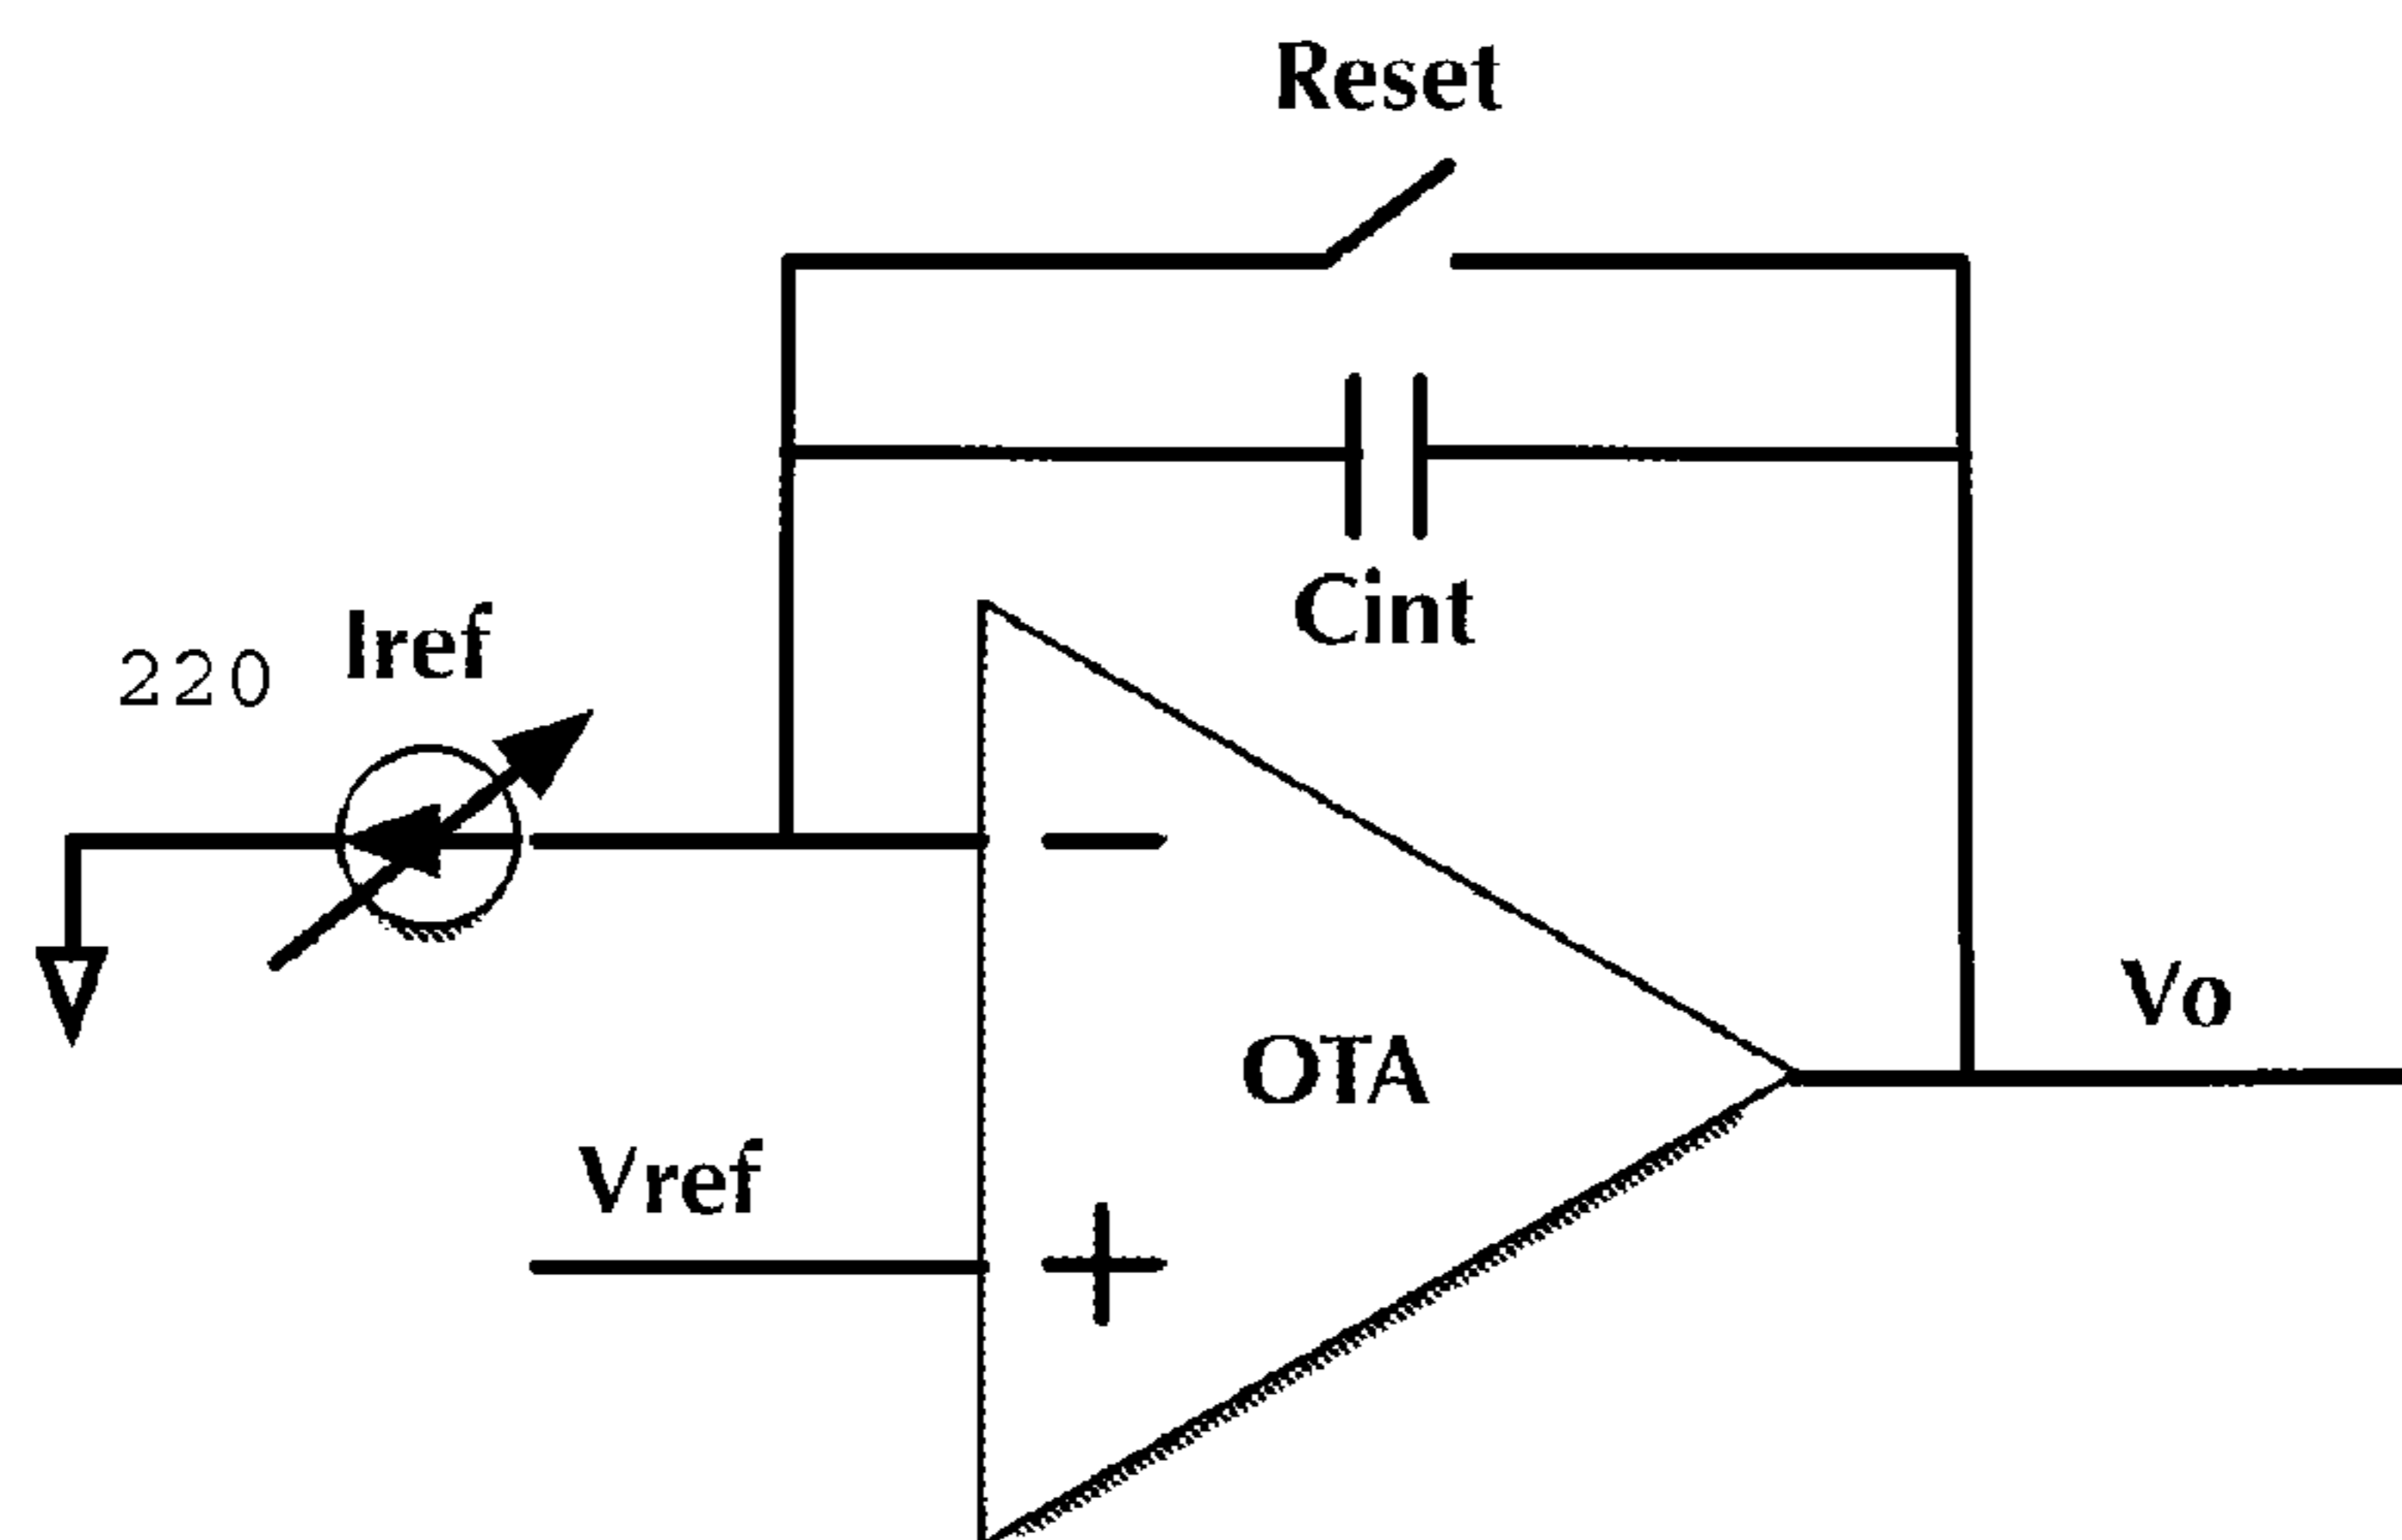 Reset
Cint
220 Iref
−
OTA
Vo
Vref
+